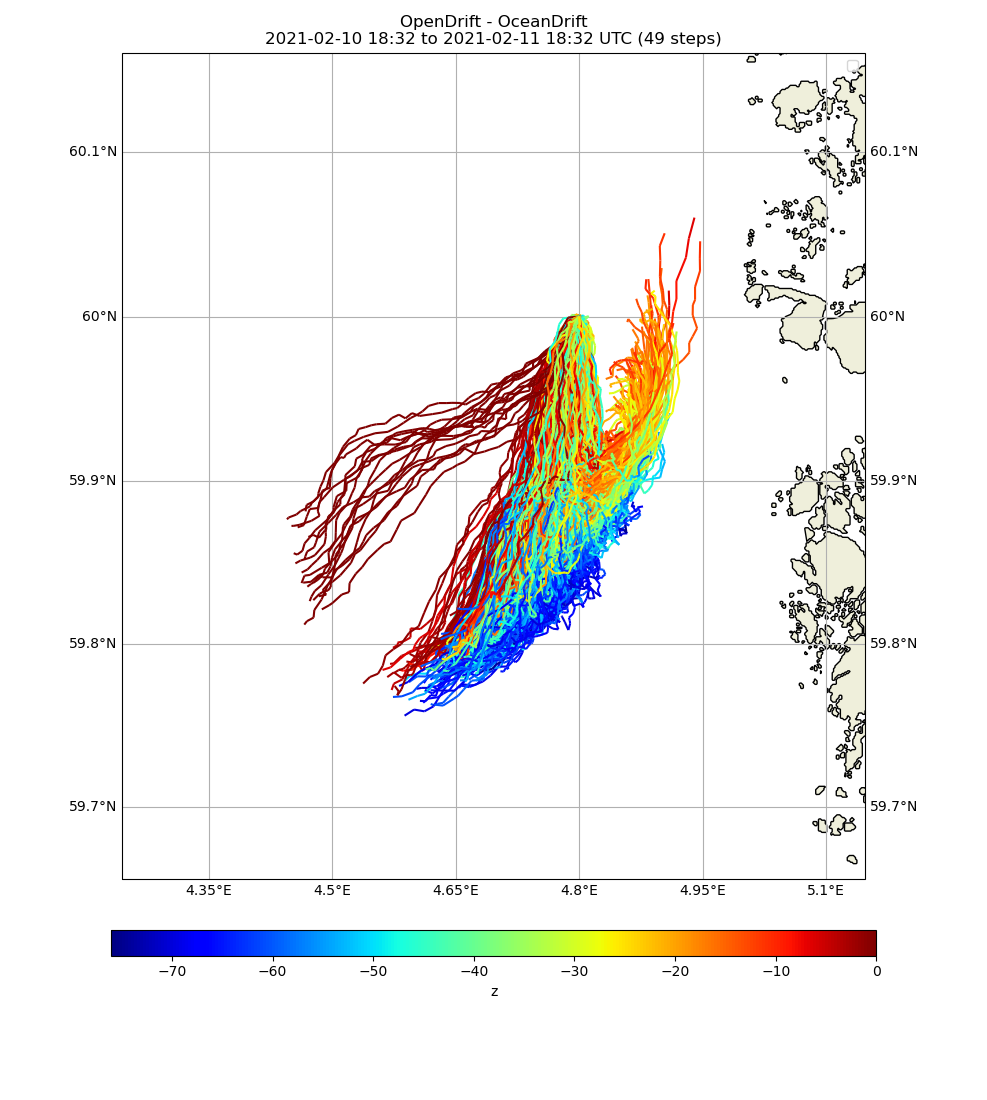 OpenDrift - OceanDrift
2021-02-10 18:32 to 2021-02-11 18:32 UTC (49 steps)
60.1°N 60.1°N
60°N 60°N
59.9°N 59.9°N
59.8°N 59.8°N
59.7°N 59.7°N
4.35°E 4.5°E 4.65°E 4.8°E 4.95°E 5.1°E
−70 −60 −50 −40 −30 −20 −10 0
z